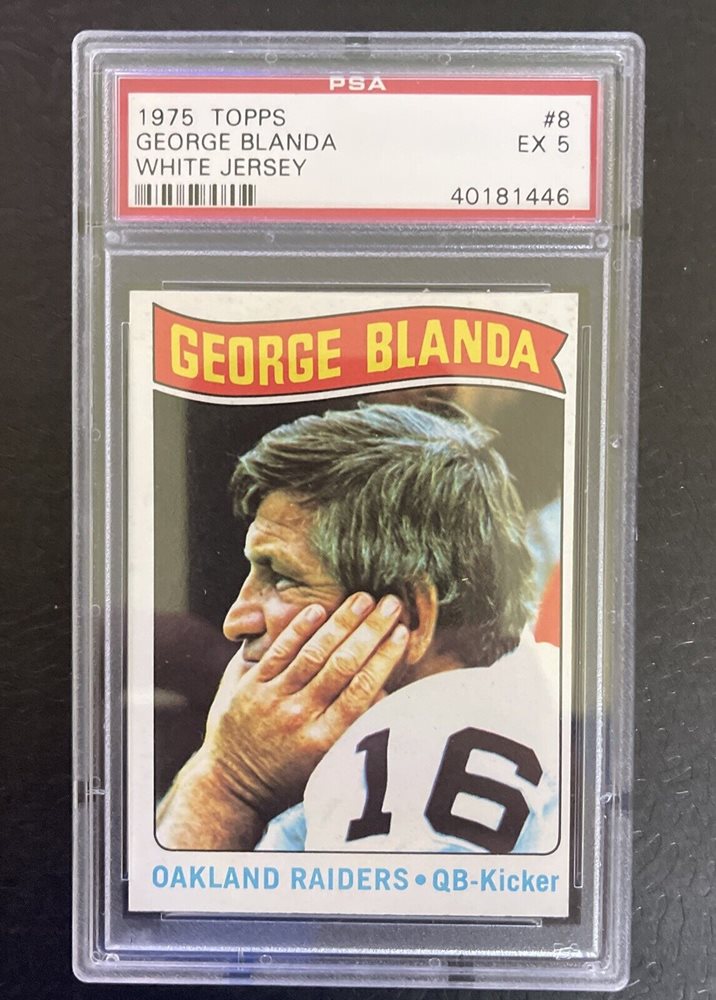 PSA
1975 TOPPS #8
GEORGE BLANDA EX 5
WHITE JERSEY
40181446
GEORGE BLANDA
16
OAKLAND RAIDERS • QB-Kicker